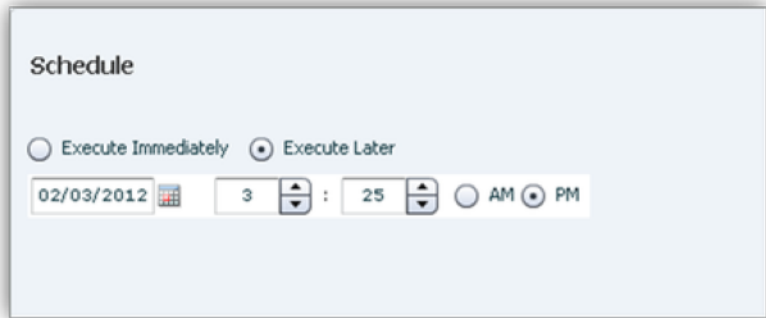 Schedule
Execute Immediately Execute Later
02/03/2012 3 : 25 AM PM